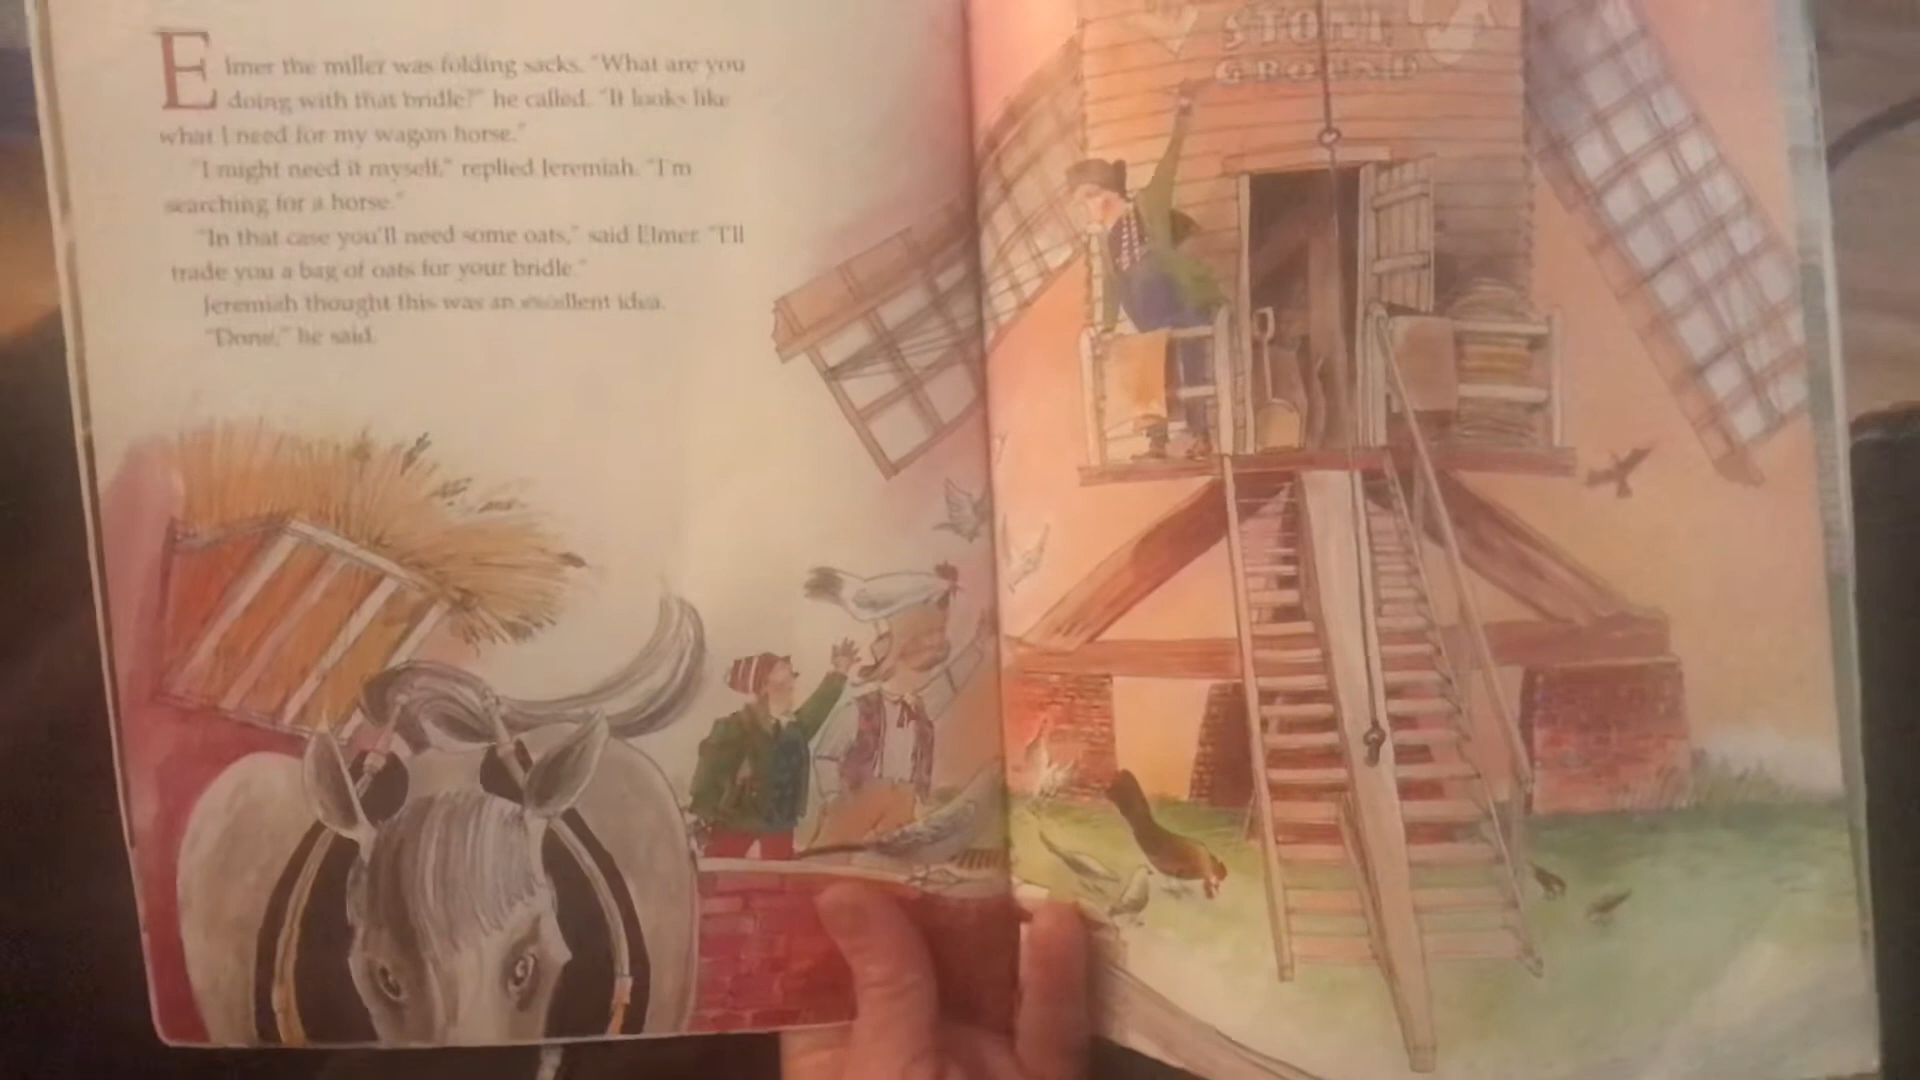 Elmer the miller was folding sacks. "What are you
doing with that bridle?" he called. "It looks like
what I need for my wagon horse."
"I might need it myself," replied Jeremiah. "I'm
searching for a horse."
"In that case you'll need some oats," said Elmer. "I'll
trade you a bag of oats for your bridle."
Jeremiah thought this was an excellent idea.
"Done," he said.
STONE
GROUND